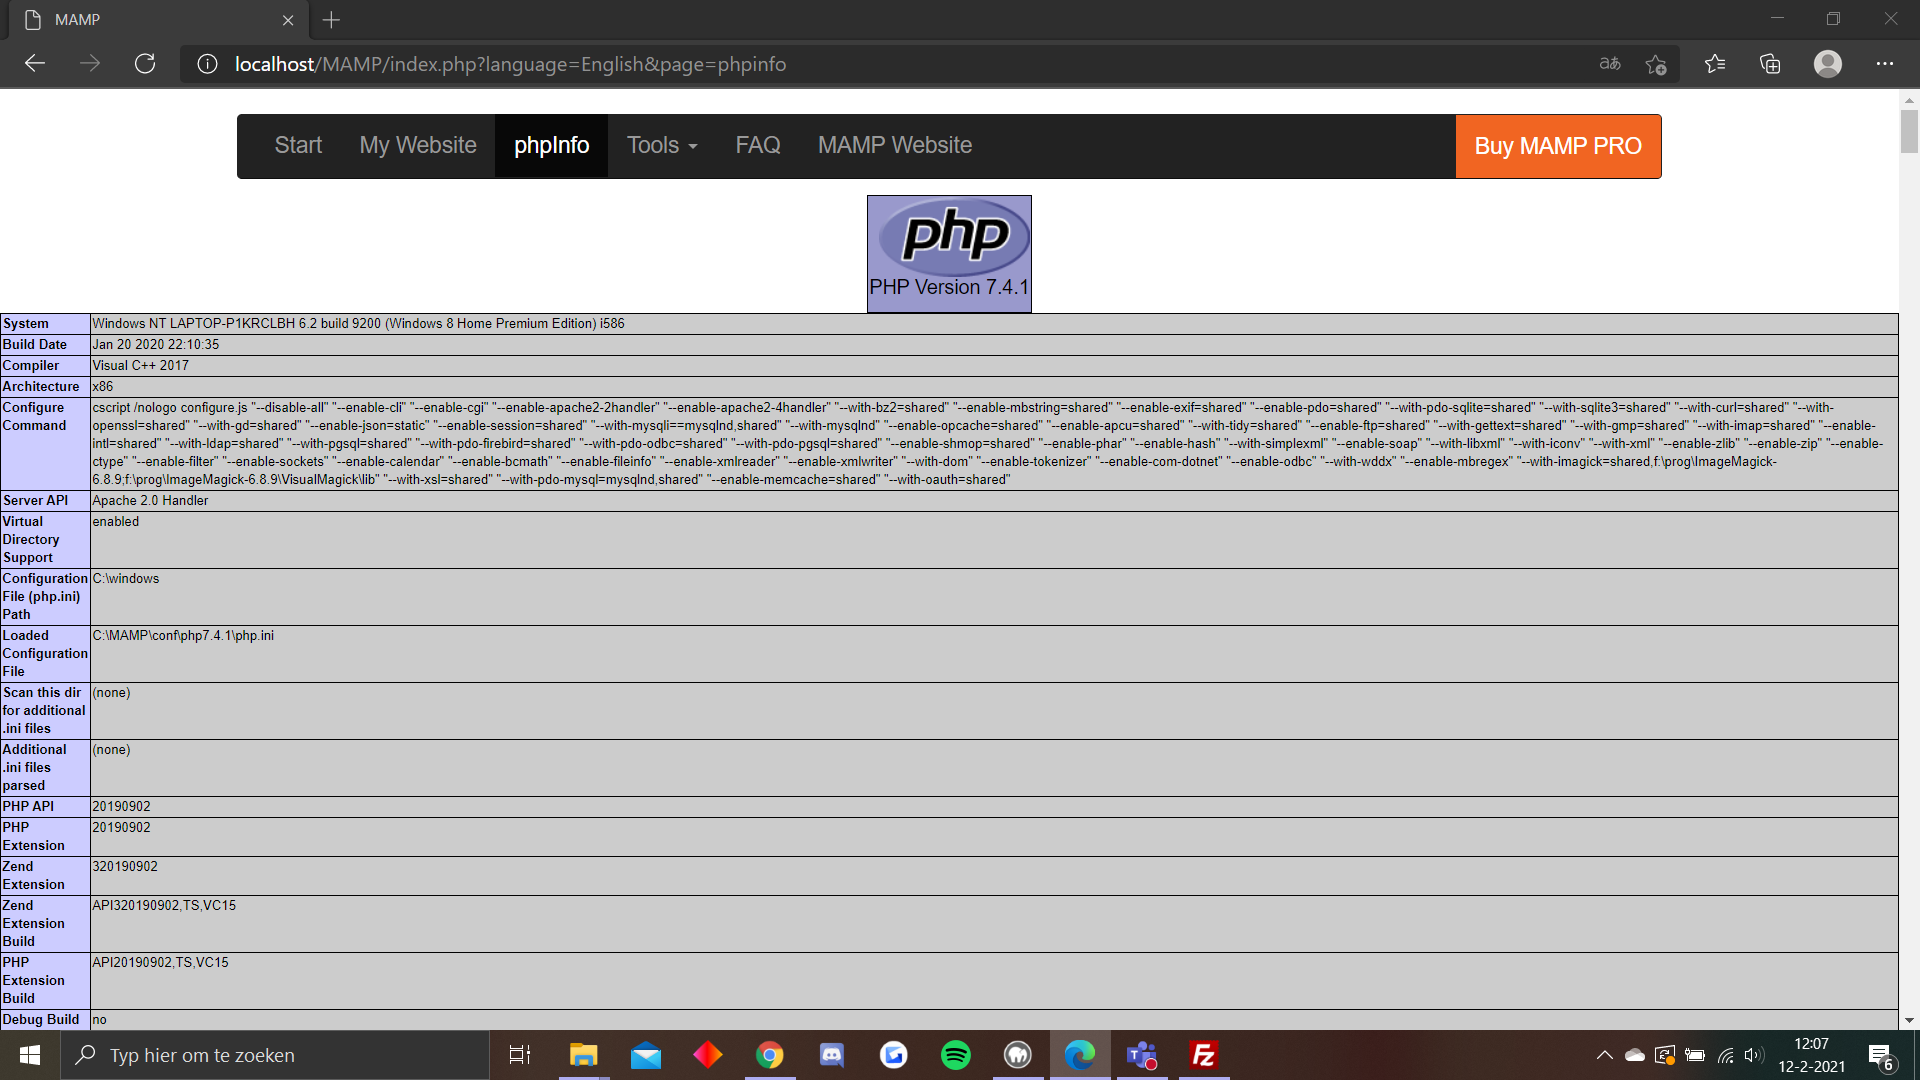 MAMP
localhost/MAMP/index.php?language=English&page=phpinfo
aあ
Start My Website phpInfo Tools FAQ MAMP Website Buy MAMP PRO
php
PHP Version 7.4.1
System Windows NT LAPTOP-P1KRCLBH 6.2 build 9200 (Windows 8 Home Premium Edition) i586
Build Date Jan 20 2020 22:10:35
Compiler Visual C++ 2017
Architecture x86
Configure Command cscript /nologo configure.js "--disable-all" "--enable-cli" "--enable-cgi" "--enable-apache2-2handler" "--enable-apache2-4handler" "--with-bz2=shared" "--enable-mbstring=shared" "--enable-exif=shared" "--enable-pdo=shared" "--with-pdo-sqlite=shared" "--with-sqlite3=shared" "--with-curl=shared" "--with-
openssl=shared" "--with-gd=shared" "--enable-json=static" "--enable-session=shared" "--with-mysqli==mysqlnd,shared" "--with-mysqlnd" "--enable-opcache=shared" "--enable-apcu=shared" "--with-tidy=shared" "--enable-ftp=shared" "--with-gettext=shared" "--with-gmp=shared" "--with-imap=shared" "--enable-
intl=shared" "--with-ldap=shared" "--with-pgsql=shared" "--with-pdo-firebird=shared" "--with-pdo-odbc=shared" "--with-pdo-pgsql=shared" "--enable-shmop=shared" "--enable-phar" "--enable-hash" "--with-simplexml" "--enable-soap" "--with-libxml" "--with-iconv" "--with-xml" "--enable-zlib" "--enable-zip" "--enable-
ctype" "--enable-filter" "--enable-sockets" "--enable-calendar" "--enable-bcmath" "--enable-fileinfo" "--enable-xmlreader" "--enable-xmlwriter" "--with-dom" "--enable-tokenizer" "--enable-com-dotnet" "--enable-odbc" "--with-wddx" "--enable-mbregex" "--with-imagick=shared,f:\prog\ImageMagick-
6.8.9;f:\prog\ImageMagick-6.8.9\VisualMagick\lib" "--with-xsl=shared" "--with-pdo-mysql=mysqlnd,shared" "--enable-memcache=shared" "--with-oauth=shared"
Server API Apache 2.0 Handler
Virtual enabled
Directory
Support
Configuration C:\windows
File (php.ini)
Path
Loaded C:\MAMP\conf\php7.4.1\php.ini
Configuration
File
Scan this dir (none)
for additional
.ini files
Additional (none)
.ini files
parsed
PHP API 20190902
PHP 20190902
Extension
Zend 320190902
Extension
Zend API320190902,TS,VC15
Extension
Build
PHP API20190902,TS,VC15
Extension
Build
Debug Build no
Typ hier om te zoeken
12:07
12-2-2021
6